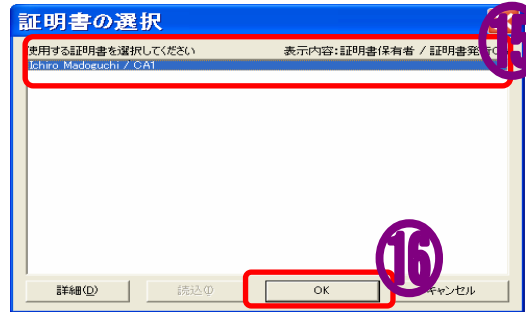 証明書の選択
使用する証明書を選択してください 表示内容:証明書保有者 / 証明書発行
⑮
Ichiro Madoguchi / CA1
⑯
詳細(D) 読込(I) OK キャンセル